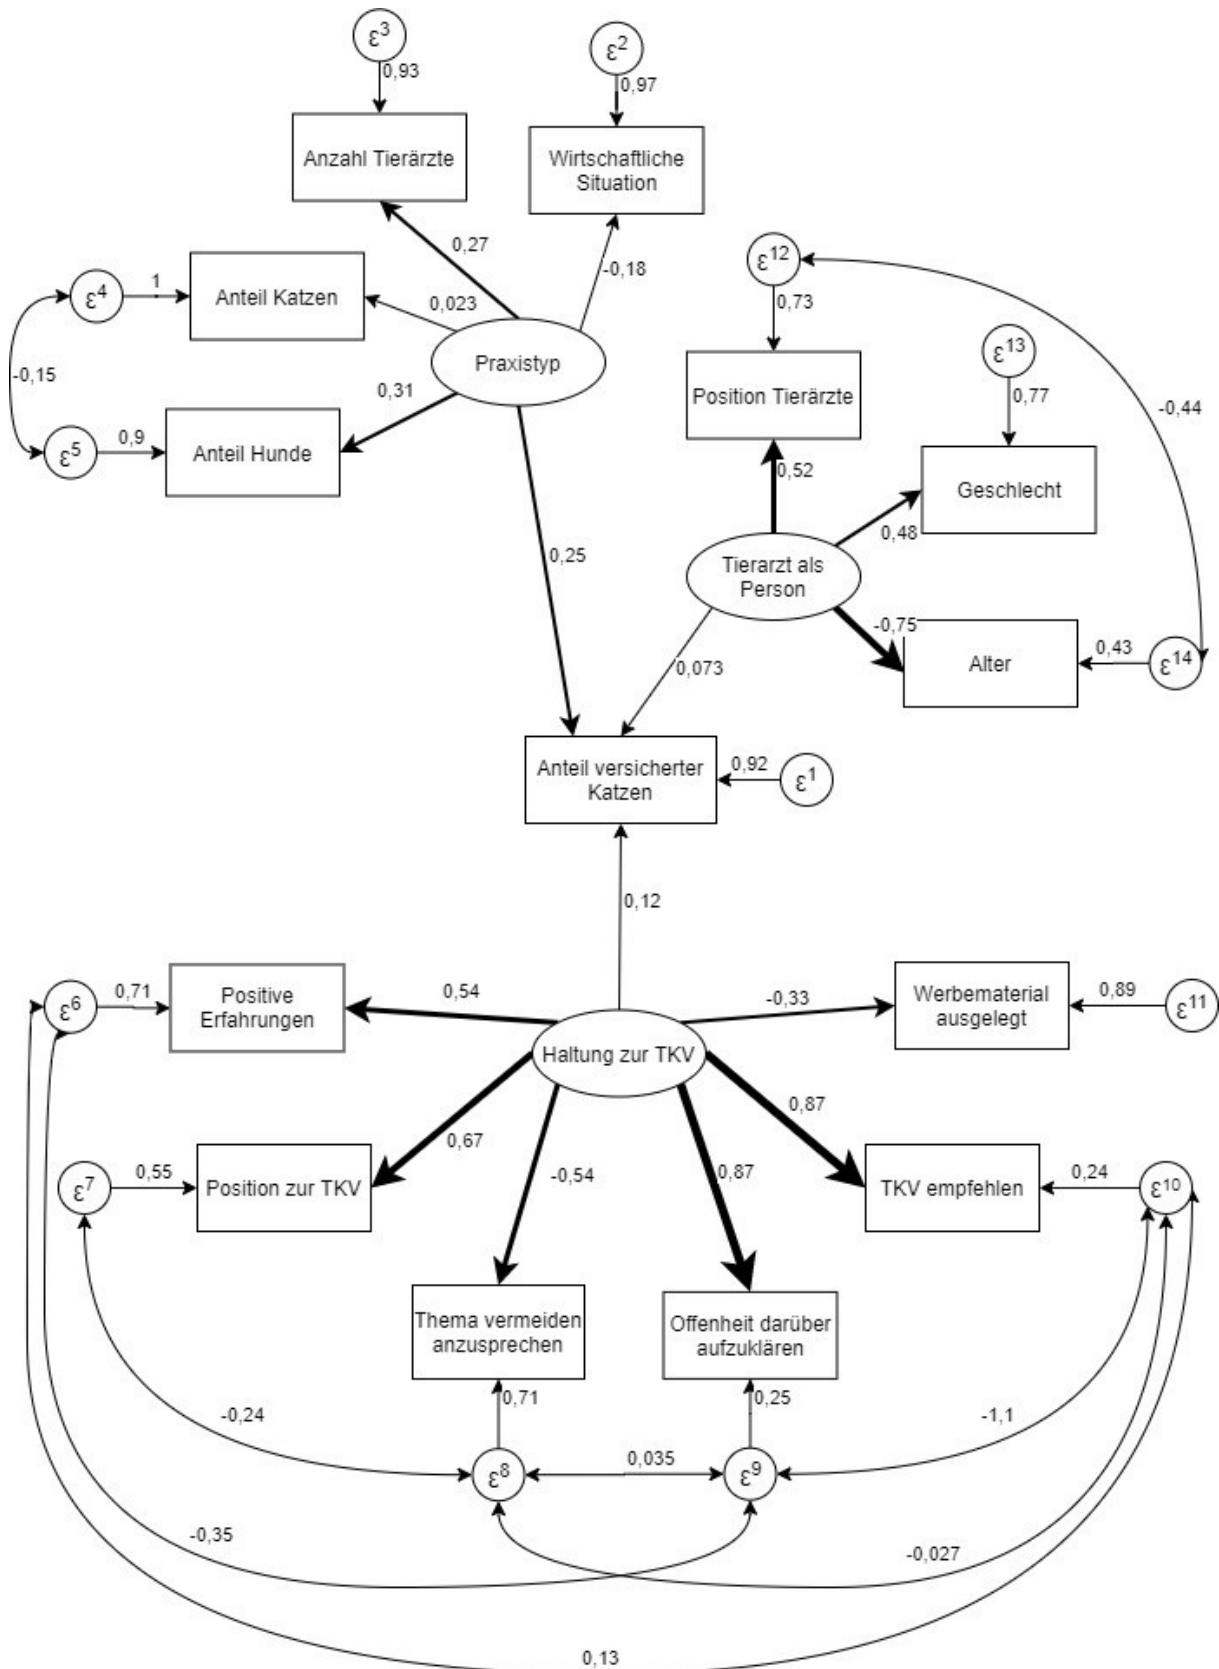 ε3
ε2
0,93
0,97
Anzahl Tierärzte
Wirtschaftliche
Situation
0,27
-0,18
ε12
ε4
1
Anteil Katzen
0,023
0,73
ε13
Praxistyp
-0,15
0,31
Position Tierärzte
0,77
-0,44
ε5
0,9
Anteil Hunde
0,52
Geschlecht
0,48
0,25
Tierarzt als
Person
-0,75
0,43
Alter
ε14
0,073
Anteil versicherter
Katzen
0,92
ε1
0,12
ε6
0,71
Positive
Erfahrungen
0,54
-0,33
Werbematerial
ausgelegt
0,89
ε11
Haltung zur TKV
0,87
0,67
ε7
0,55
Position zur TKV
-0,54
0,87
TKV empfehlen
0,24
ε10
Thema vermeiden
anzusprechen
Offenheit darüber
aufzuklären
0,71
0,25
-0,24
-1,1
ε8
0,035
ε9
-0,35
-0,027
0,13